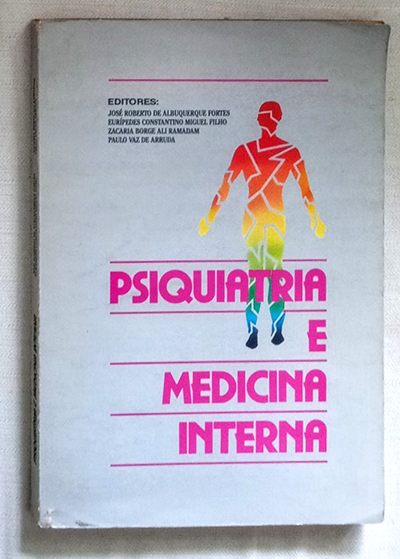 EDITORES:
JOSÉ ROBERTO DE ALBUQUERQUE FORTES
EURÍPEDES CONSTANTINO MIGUEL FILHO
ZACARIA BORGE ALI RAMADAM
PAULO VAZ DE ARRUDA
PSIQUIATRIA
E
MEDICINA
INTERNA